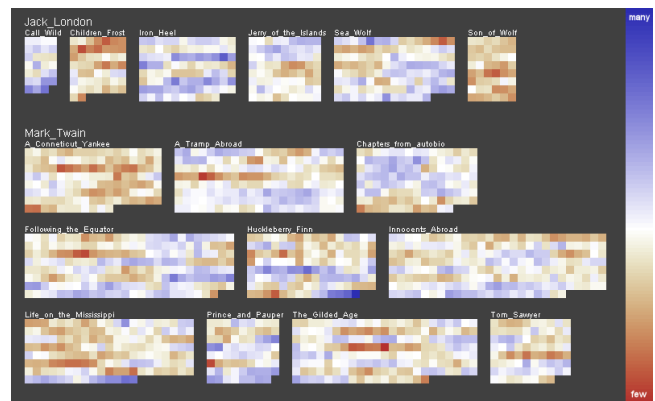 many
Jack_London
Call_Wild Children_Frost Iron_Heel Jerry_of_the_Islands Sea_Wolf Son_of_Wolf
Mark_Twain
A_Conneticut_Yankee A_Tramp_Abroad Chapters_from_autobio
Following_the_Equator Huckleberry_Finn Innocents_Abroad
Life_on_the_Mississippi Prince_and_Pauper The_Gilded_Age Tom_Sawyer
few